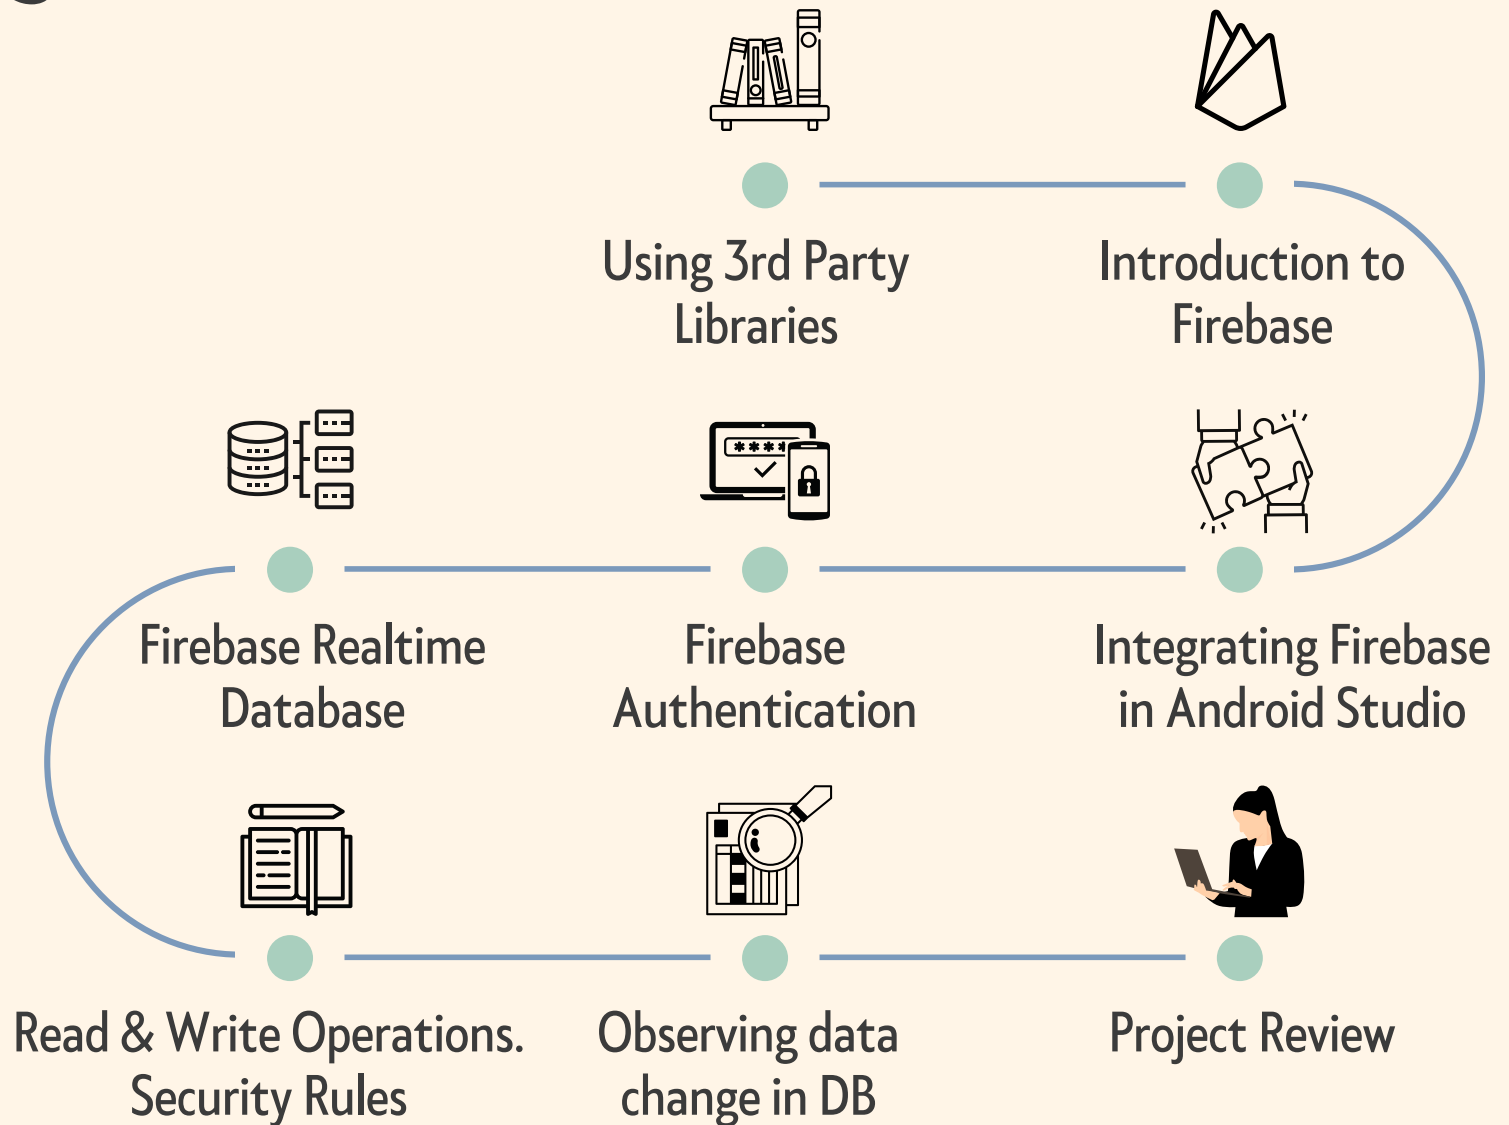 Using 3rd Party
Libraries
Introduction to
Firebase
Firebase Realtime
Database
Firebase
Authentication
Integrating Firebase
in Android Studio
Read & Write Operations.
Security Rules
Observing data
change in DB
Project Review